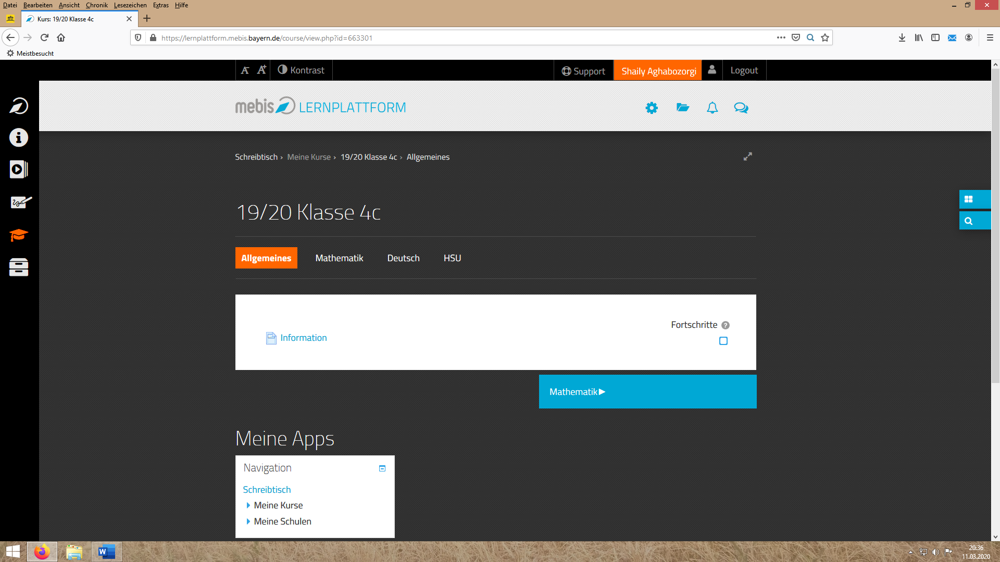 Datei Bearbeiten Ansicht Chronik Lesezeichen Extras Hilfe
Kurs: 19/20 Klasse 4c
https://lernplattform.mebis.bayern.de/course/view.php?id=663301
Meistbesucht
A- A+ Kontrast Support Shaily Aghabozorgi Logout
mebis LERNPLATTFORM
Schreibtisch › Meine Kurse › 19/20 Klasse 4c › Allgemeines
19/20 Klasse 4c
Allgemeines Mathematik Deutsch HSU
Fortschritte ?
Information
Mathematik▶
Meine Apps
Navigation
Schreibtisch
Meine Kurse
Meine Schulen
20:36
11.03.2020